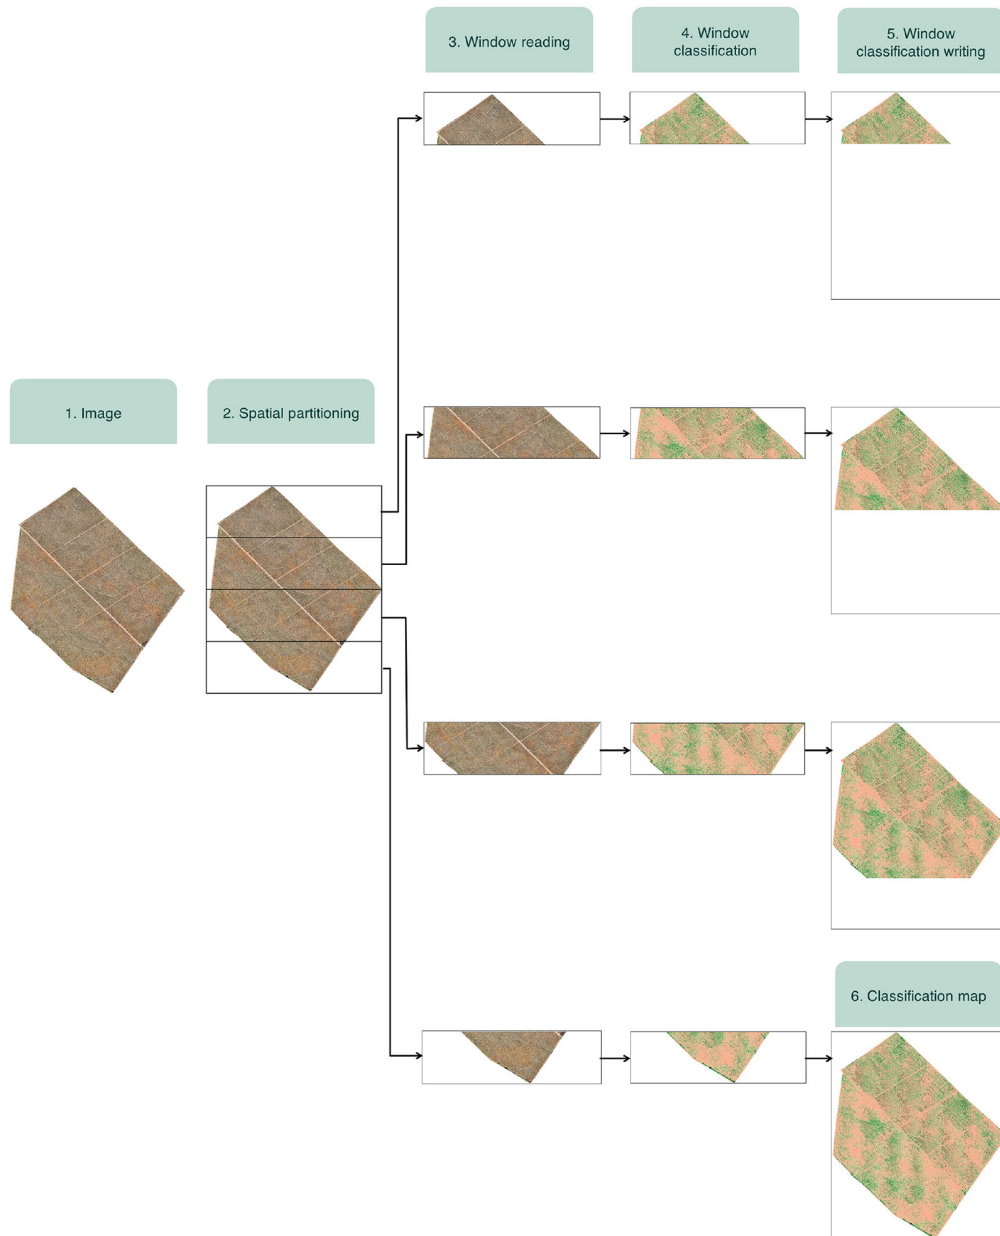 3. Window reading
4. Window
classification
5. Window
classification writing
1. Image
2. Spatial partitioning
6. Classification map